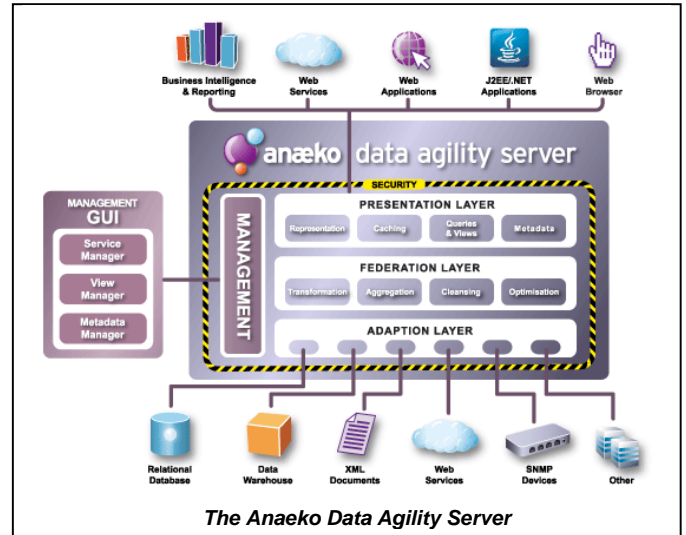 Business Intelligence
& Reporting
Web
Services
Web
Applications
J2EE/.NET
Applications
Web
Browser
anæko data agility server
SECURITY
MANAGEMENT
GUI
Service
Manager
View
Manager
Metadata
Manager
MANAGEMENT
PRESENTATION LAYER
Representation
Caching
Queries
& Views
Metadata
FEDERATION LAYER
Transformation
Aggregation
Cleansing
Optimisation
ADAPTION LAYER
Relational
Database
Data
Warehouse
XML
Documents
Web
Services
SNMP
Devices
Other
The Anaeko Data Agility Server